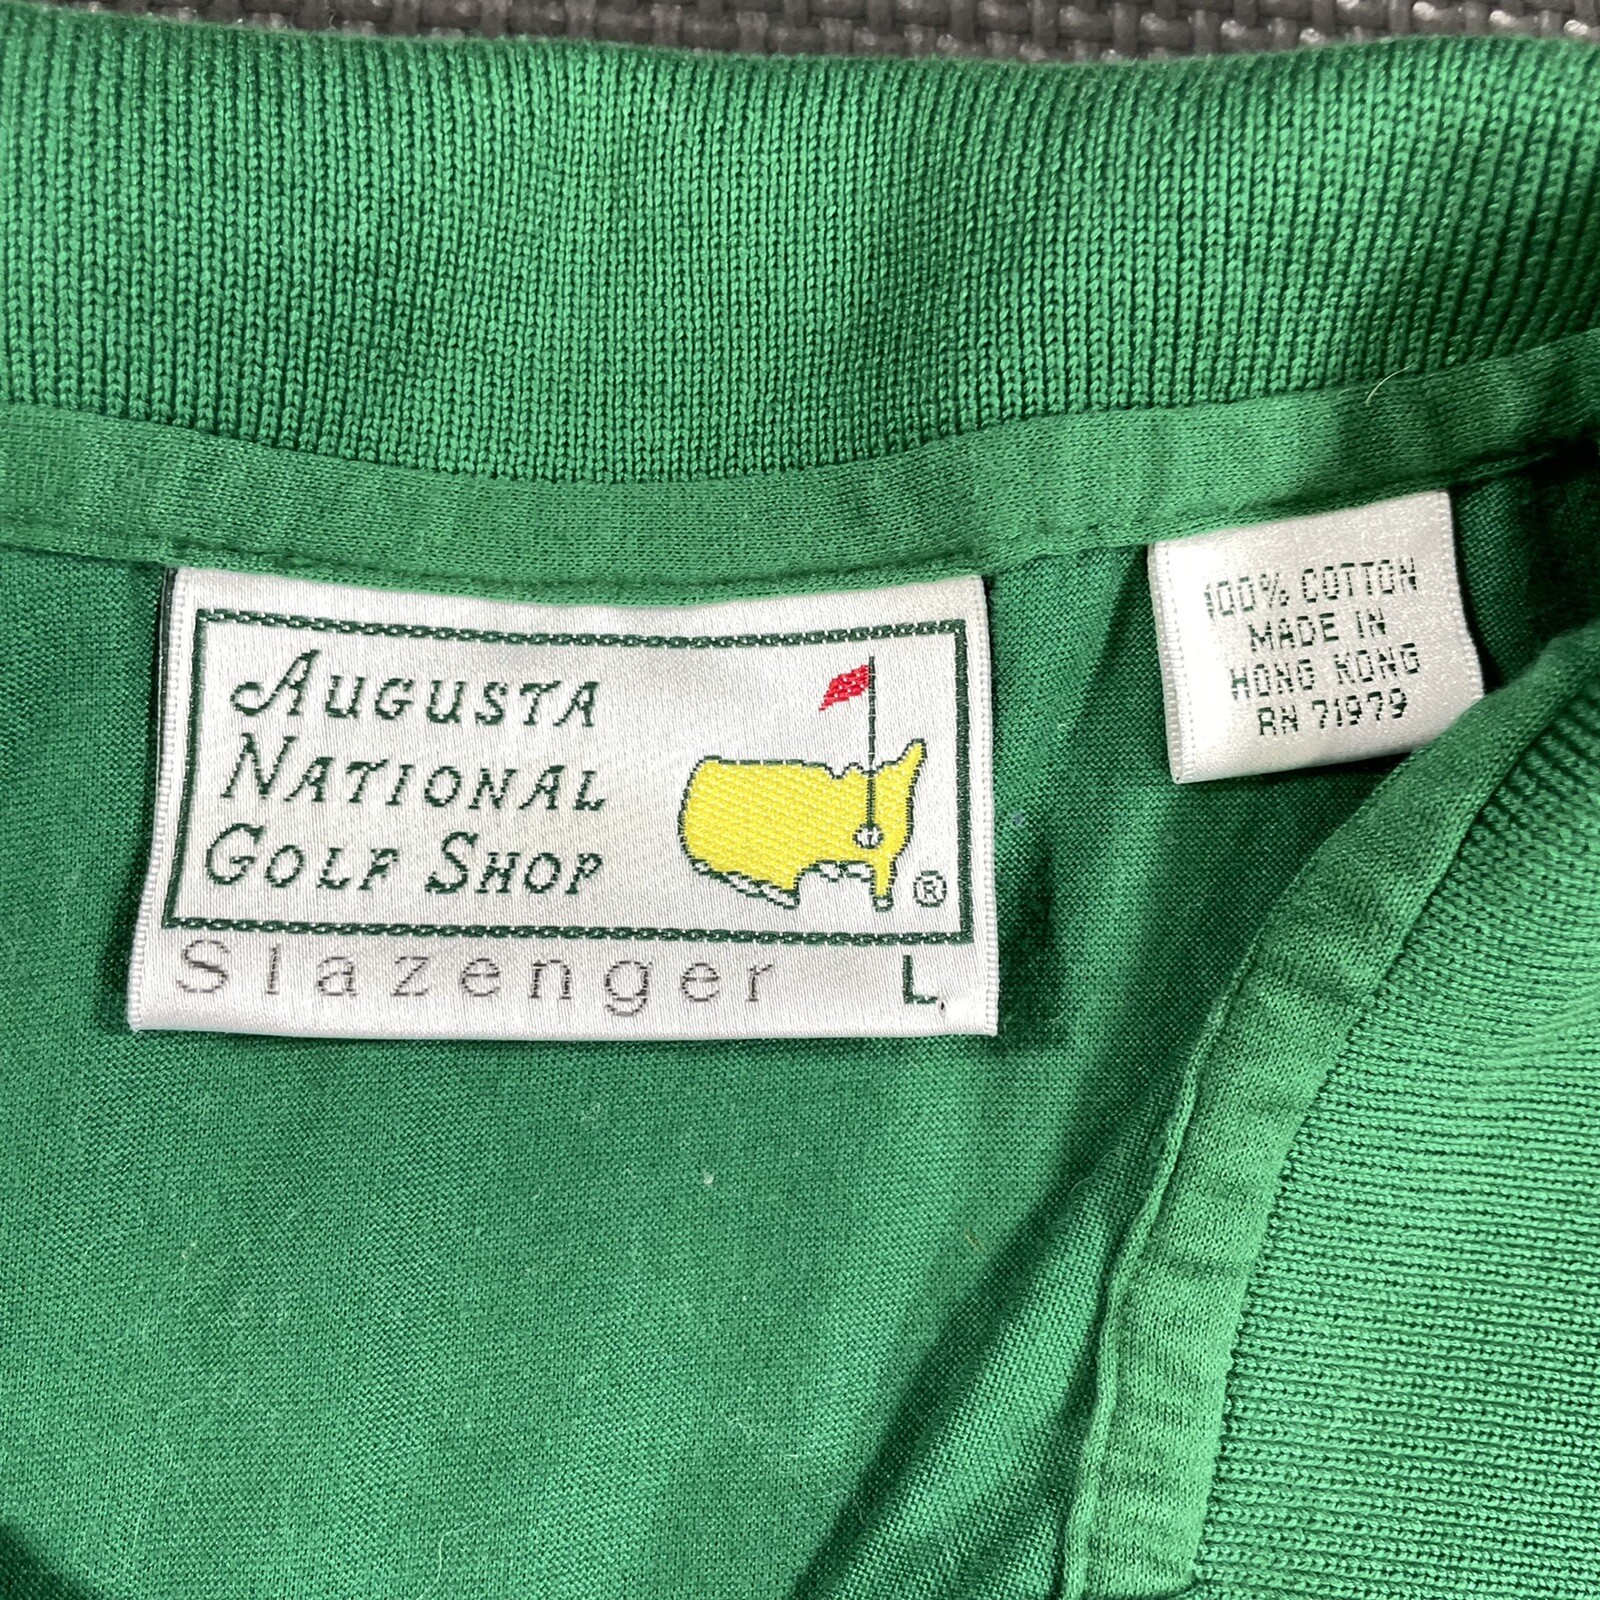 AUGUSTA
NATIONAL
GOLF SHOP
®
Slazenger L
100% COTTON
MADE IN
HONG KONG
RN 71979